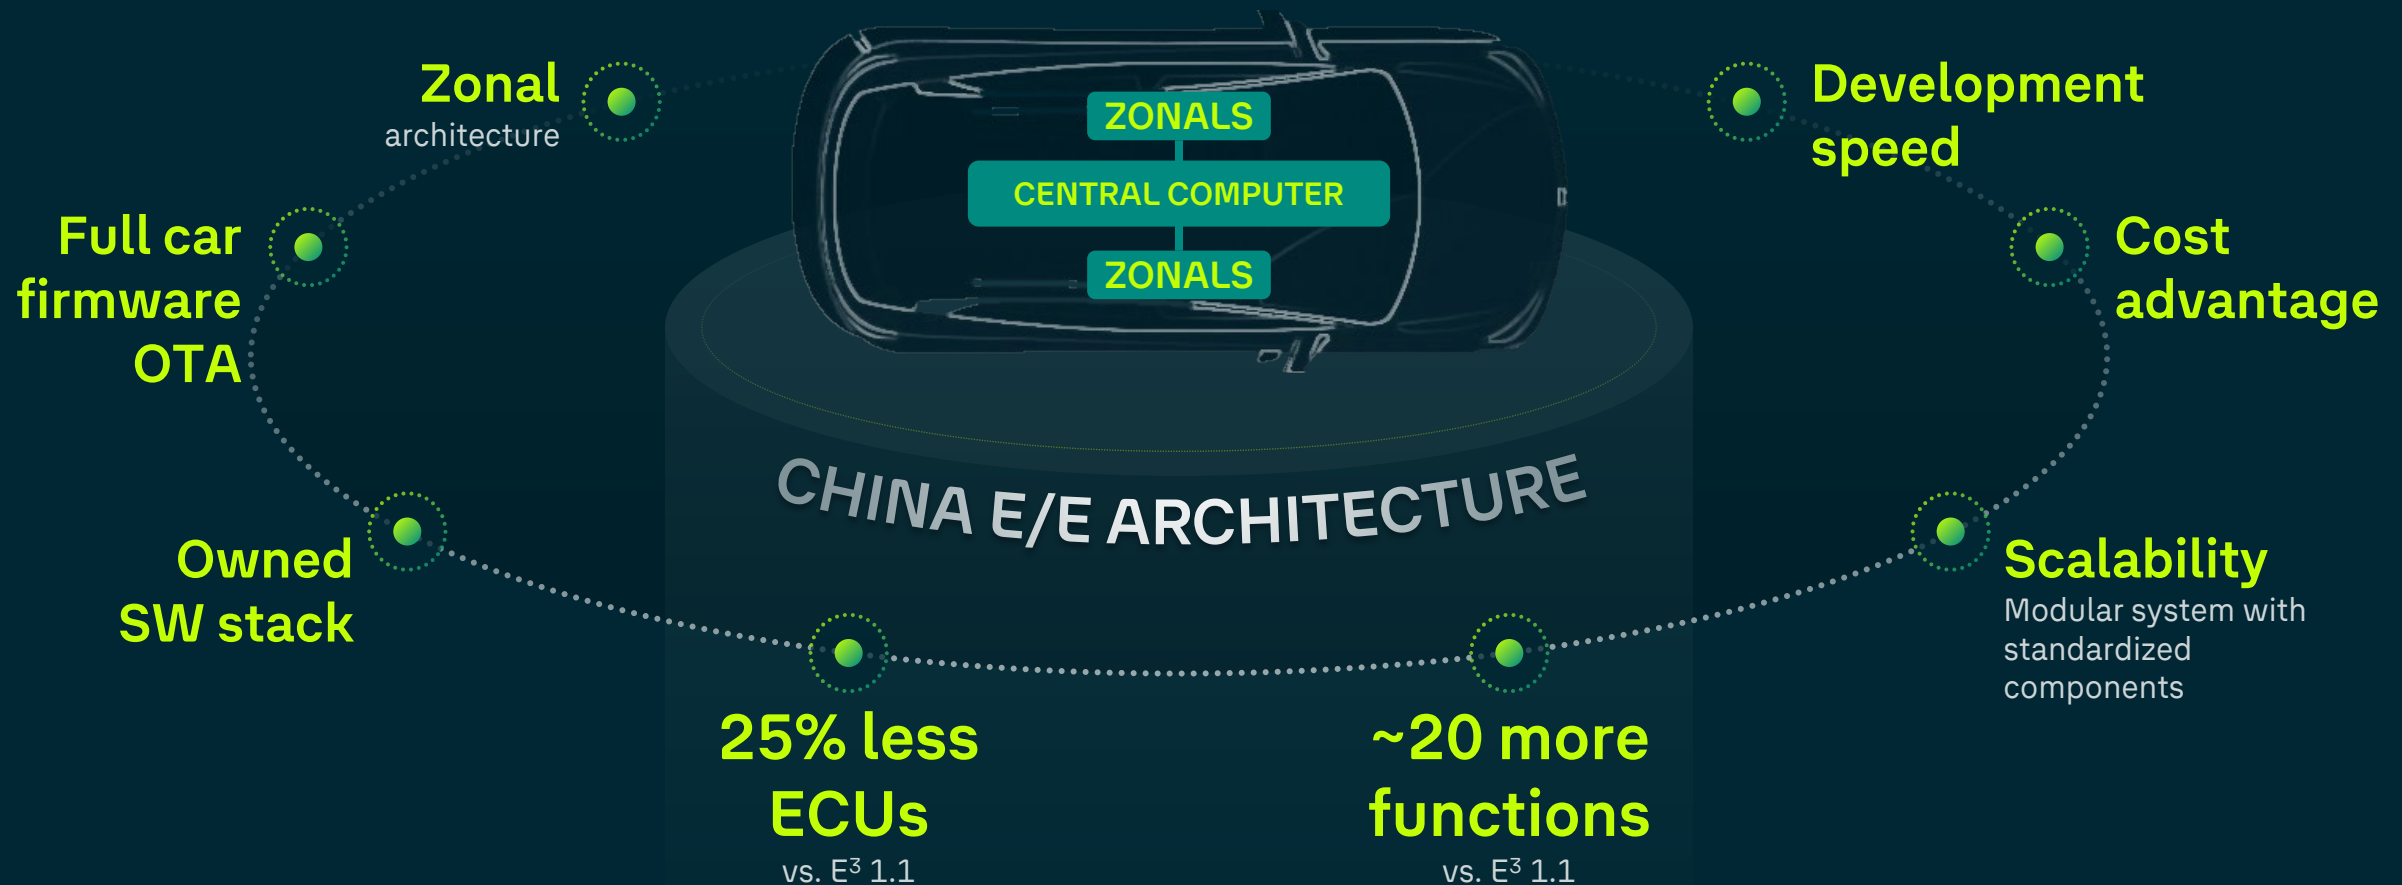 Zonal
architecture
Full car
firmware
OTA
Owned
SW stack
ZONALS
CENTRAL COMPUTER
ZONALS
CHINA E/E ARCHITECTURE
25% less
ECUs
vs. E³ 1.1
~20 more
functions
vs. E³ 1.1
Development
speed
Cost
advantage
Scalability
Modular system with
standardized
components